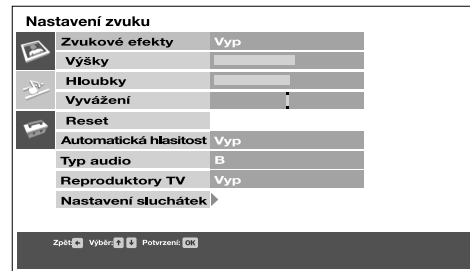 Nastavení zvuku
Zvukové efekty Vyp
Výšky
Hloubky
Vyvážení
Reset
Automatická hlasitost Vyp
Typ audio B
Reproduktory TV Vyp
Nastavení sluchátek
Zpět: Výběr: Potvrzení: OK